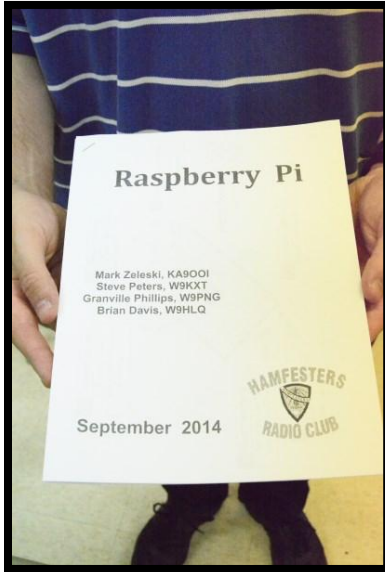 Raspberry Pi
Mark Zeleski, KA9OOI
Steve Peters, W9KXT
Granville Phillips, W9PNG
Brian Davis, W9HLQ
HAMFESTERS
RADIO CLUB
September 2014